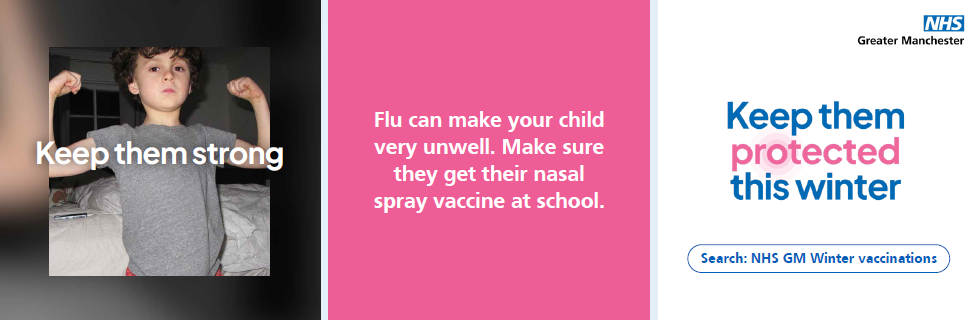 Keep them strong
Flu can make your child
very unwell. Make sure
they get their nasal
spray vaccine at school.
NHS
Greater Manchester
Keep them
protected
this winter
Search: NHS GM Winter vaccinations